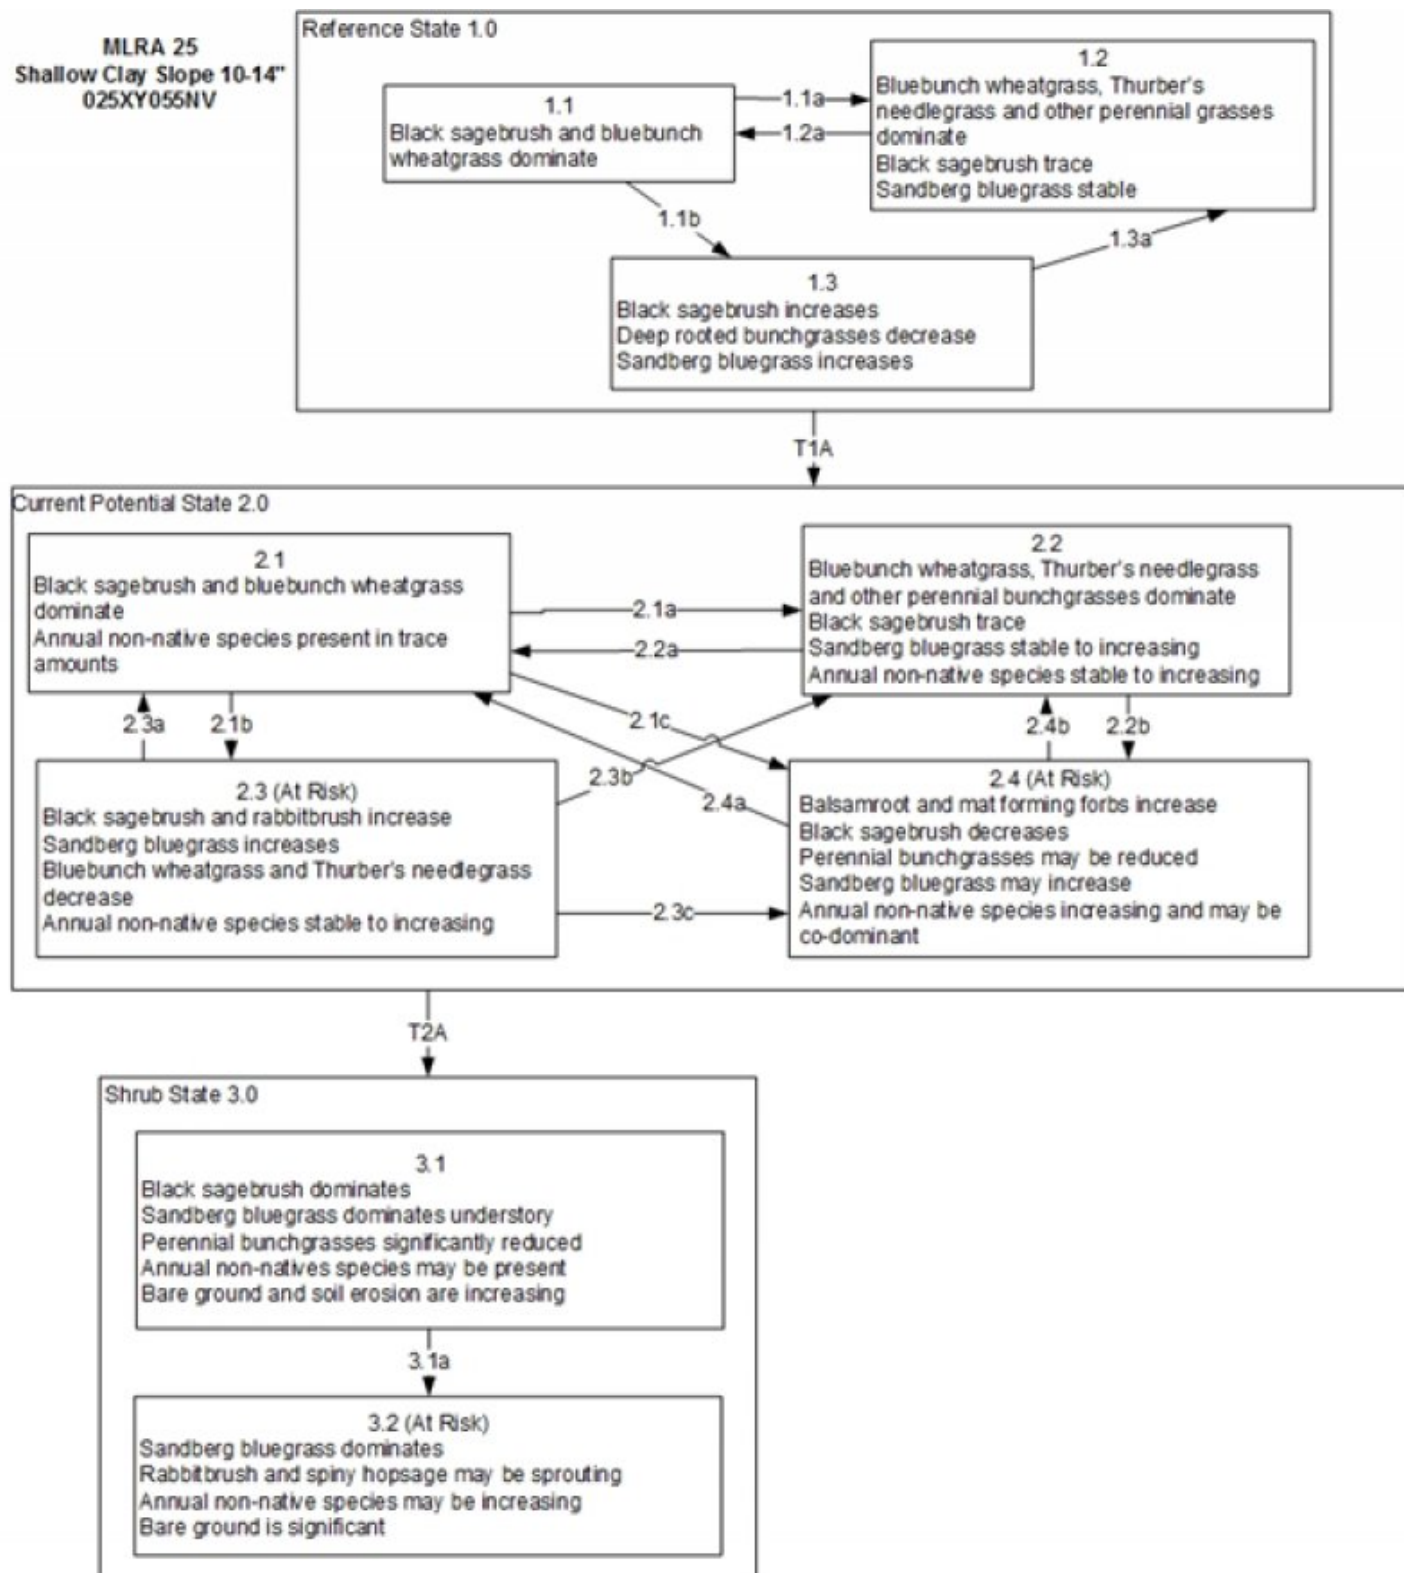 MLRA 25
Shallow Clay Slope 10-14"
025XY055NV
Reference State 1.0
1.1
Black sagebrush and bluebunch
wheatgrass dominate
1.1a
1.2a
1.2
Bluebunch wheatgrass, Thurber's
needlegrass and other perennial grasses
dominate
Black sagebrush trace
Sandberg bluegrass stable
1.1b
1.3a
1.3
Black sagebrush increases
Deep rooted bunchgrasses decrease
Sandberg bluegrass increases
T1A
Current Potential State 2.0
2.1
Black sagebrush and bluebunch wheatgrass
dominate
Annual non-native species present in trace
amounts
2.1a
2.2a
2.2
Bluebunch wheatgrass, Thurber's needlegrass
and other perennial bunchgrasses dominate
Black sagebrush trace
Sandberg bluegrass stable to increasing
Annual non-native species stable to increasing
2.3a
2.1b
2.1c
2.3b
2.4a
2.4b
2.2b
2.3 (At Risk)
Black sagebrush and rabbitbrush increase
Sandberg bluegrass increases
Bluebunch wheatgrass and Thurber's needlegrass
decrease
Annual non-native species stable to increasing
2.3c
2.4 (At Risk)
Balsamroot and mat forming forbs increase
Black sagebrush decreases
Perennial bunchgrasses may be reduced
Sandberg bluegrass may increase
Annual non-native species increasing and may be
co-dominant
T2A
Shrub State 3.0
3.1
Black sagebrush dominates
Sandberg bluegrass dominates understory
Perennial bunchgrasses significantly reduced
Annual non-natives species may be present
Bare ground and soil erosion are increasing
3.1a
3.2 (At Risk)
Sandberg bluegrass dominates
Rabbitbrush and spiny hopsage may be sprouting
Annual non-native species may be increasing
Bare ground is significant